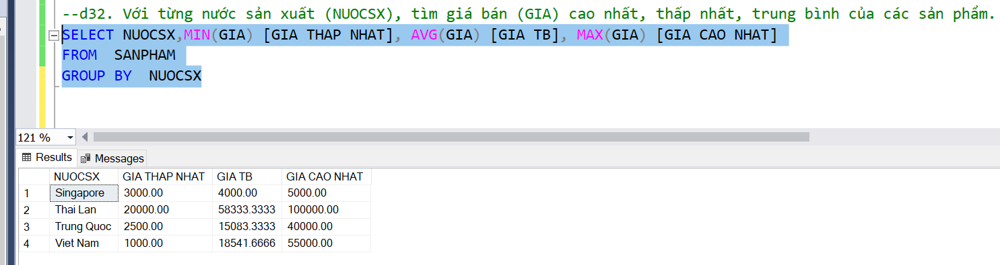 --d32. Với từng nước sản xuất (NUOCSX), tìm giá bán (GIA) cao nhất, thấp nhất, trung bình của các sản phẩm.
SELECT NUOCSX,MIN(GIA) [GIA THAP NHAT], AVG(GIA) [GIA TB], MAX(GIA) [GIA CAO NHAT]
FROM SANPHAM
GROUP BY NUOCSX
121 %
Results Messages
NUOCSX GIA THAP NHAT GIA TB GIA CAO NHAT
1 Singapore 3000.00 4000.00 5000.00
2 Thai Lan 20000.00 58333.3333 100000.00
3 Trung Quoc 2500.00 15083.3333 40000.00
4 Viet Nam 1000.00 18541.6666 55000.00